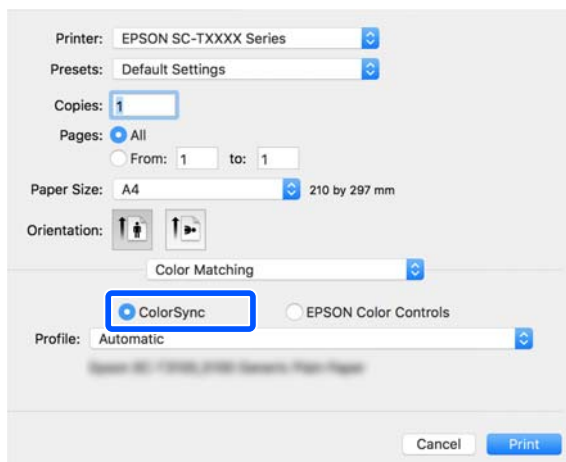 Printer: EPSON SC-TXXXX Series
Presets: Default Settings
Copies: 1
Pages: All
From: 1 to: 1
Paper Size: A4 210 by 297 mm
Orientation:
Color Matching
ColorSync EPSON Color Controls
Profile: Automatic
Cancel Print